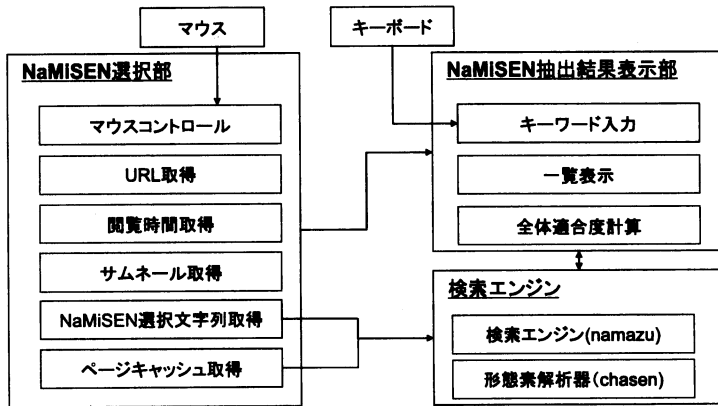 マウス
キーボード
NaMiSEN選択部
マウスコントロール
URL取得
閲覧時間取得
サムネール取得
NaMiSEN選択文字列取得
ページキャッシュ取得
NaMiSEN抽出結果表示部
キーワード入力
一覧表示
全体適合度計算
検索エンジン
検索エンジン(namazu)
形態素解析器(chasen)